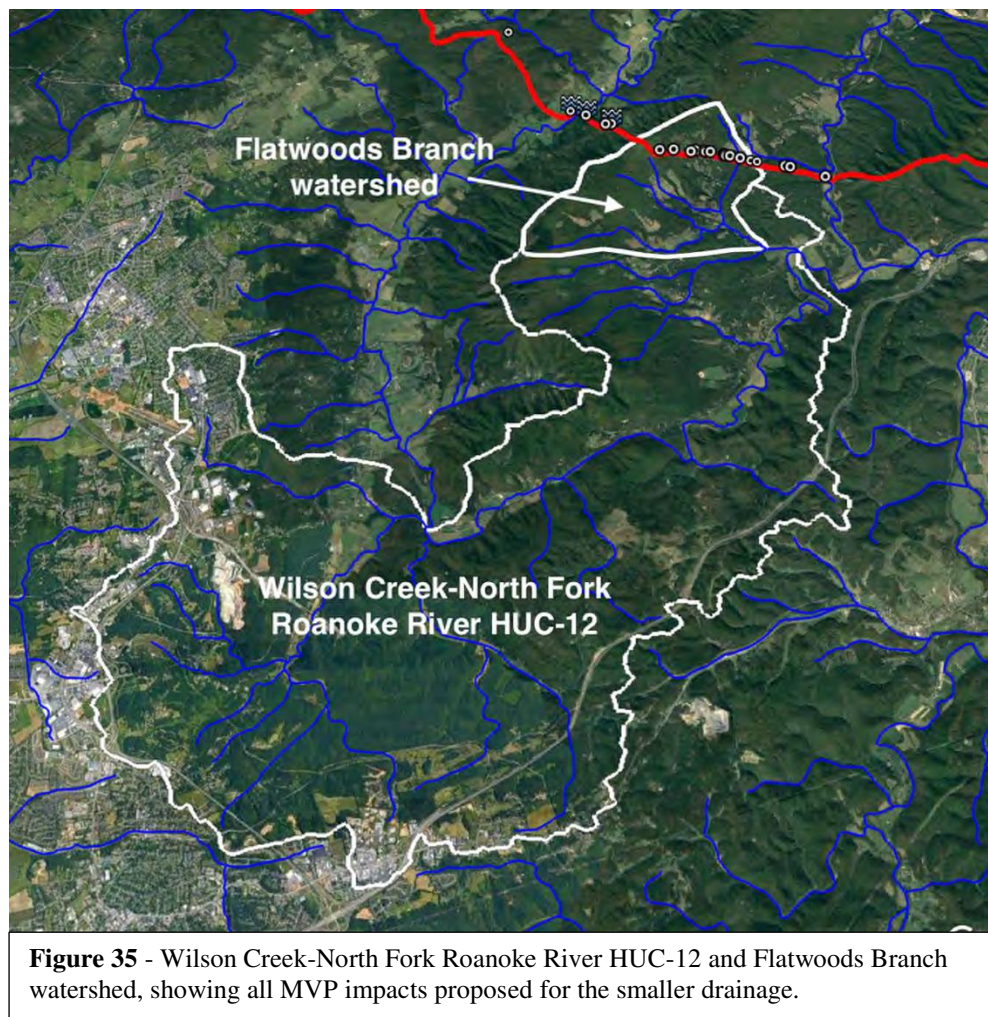 Flatwoods Branch
watershed
Wilson Creek-North Fork
Roanoke River HUC-12
Figure 35 - Wilson Creek-North Fork Roanoke River HUC-12 and Flatwoods Branch
watershed, showing all MVP impacts proposed for the smaller drainage.